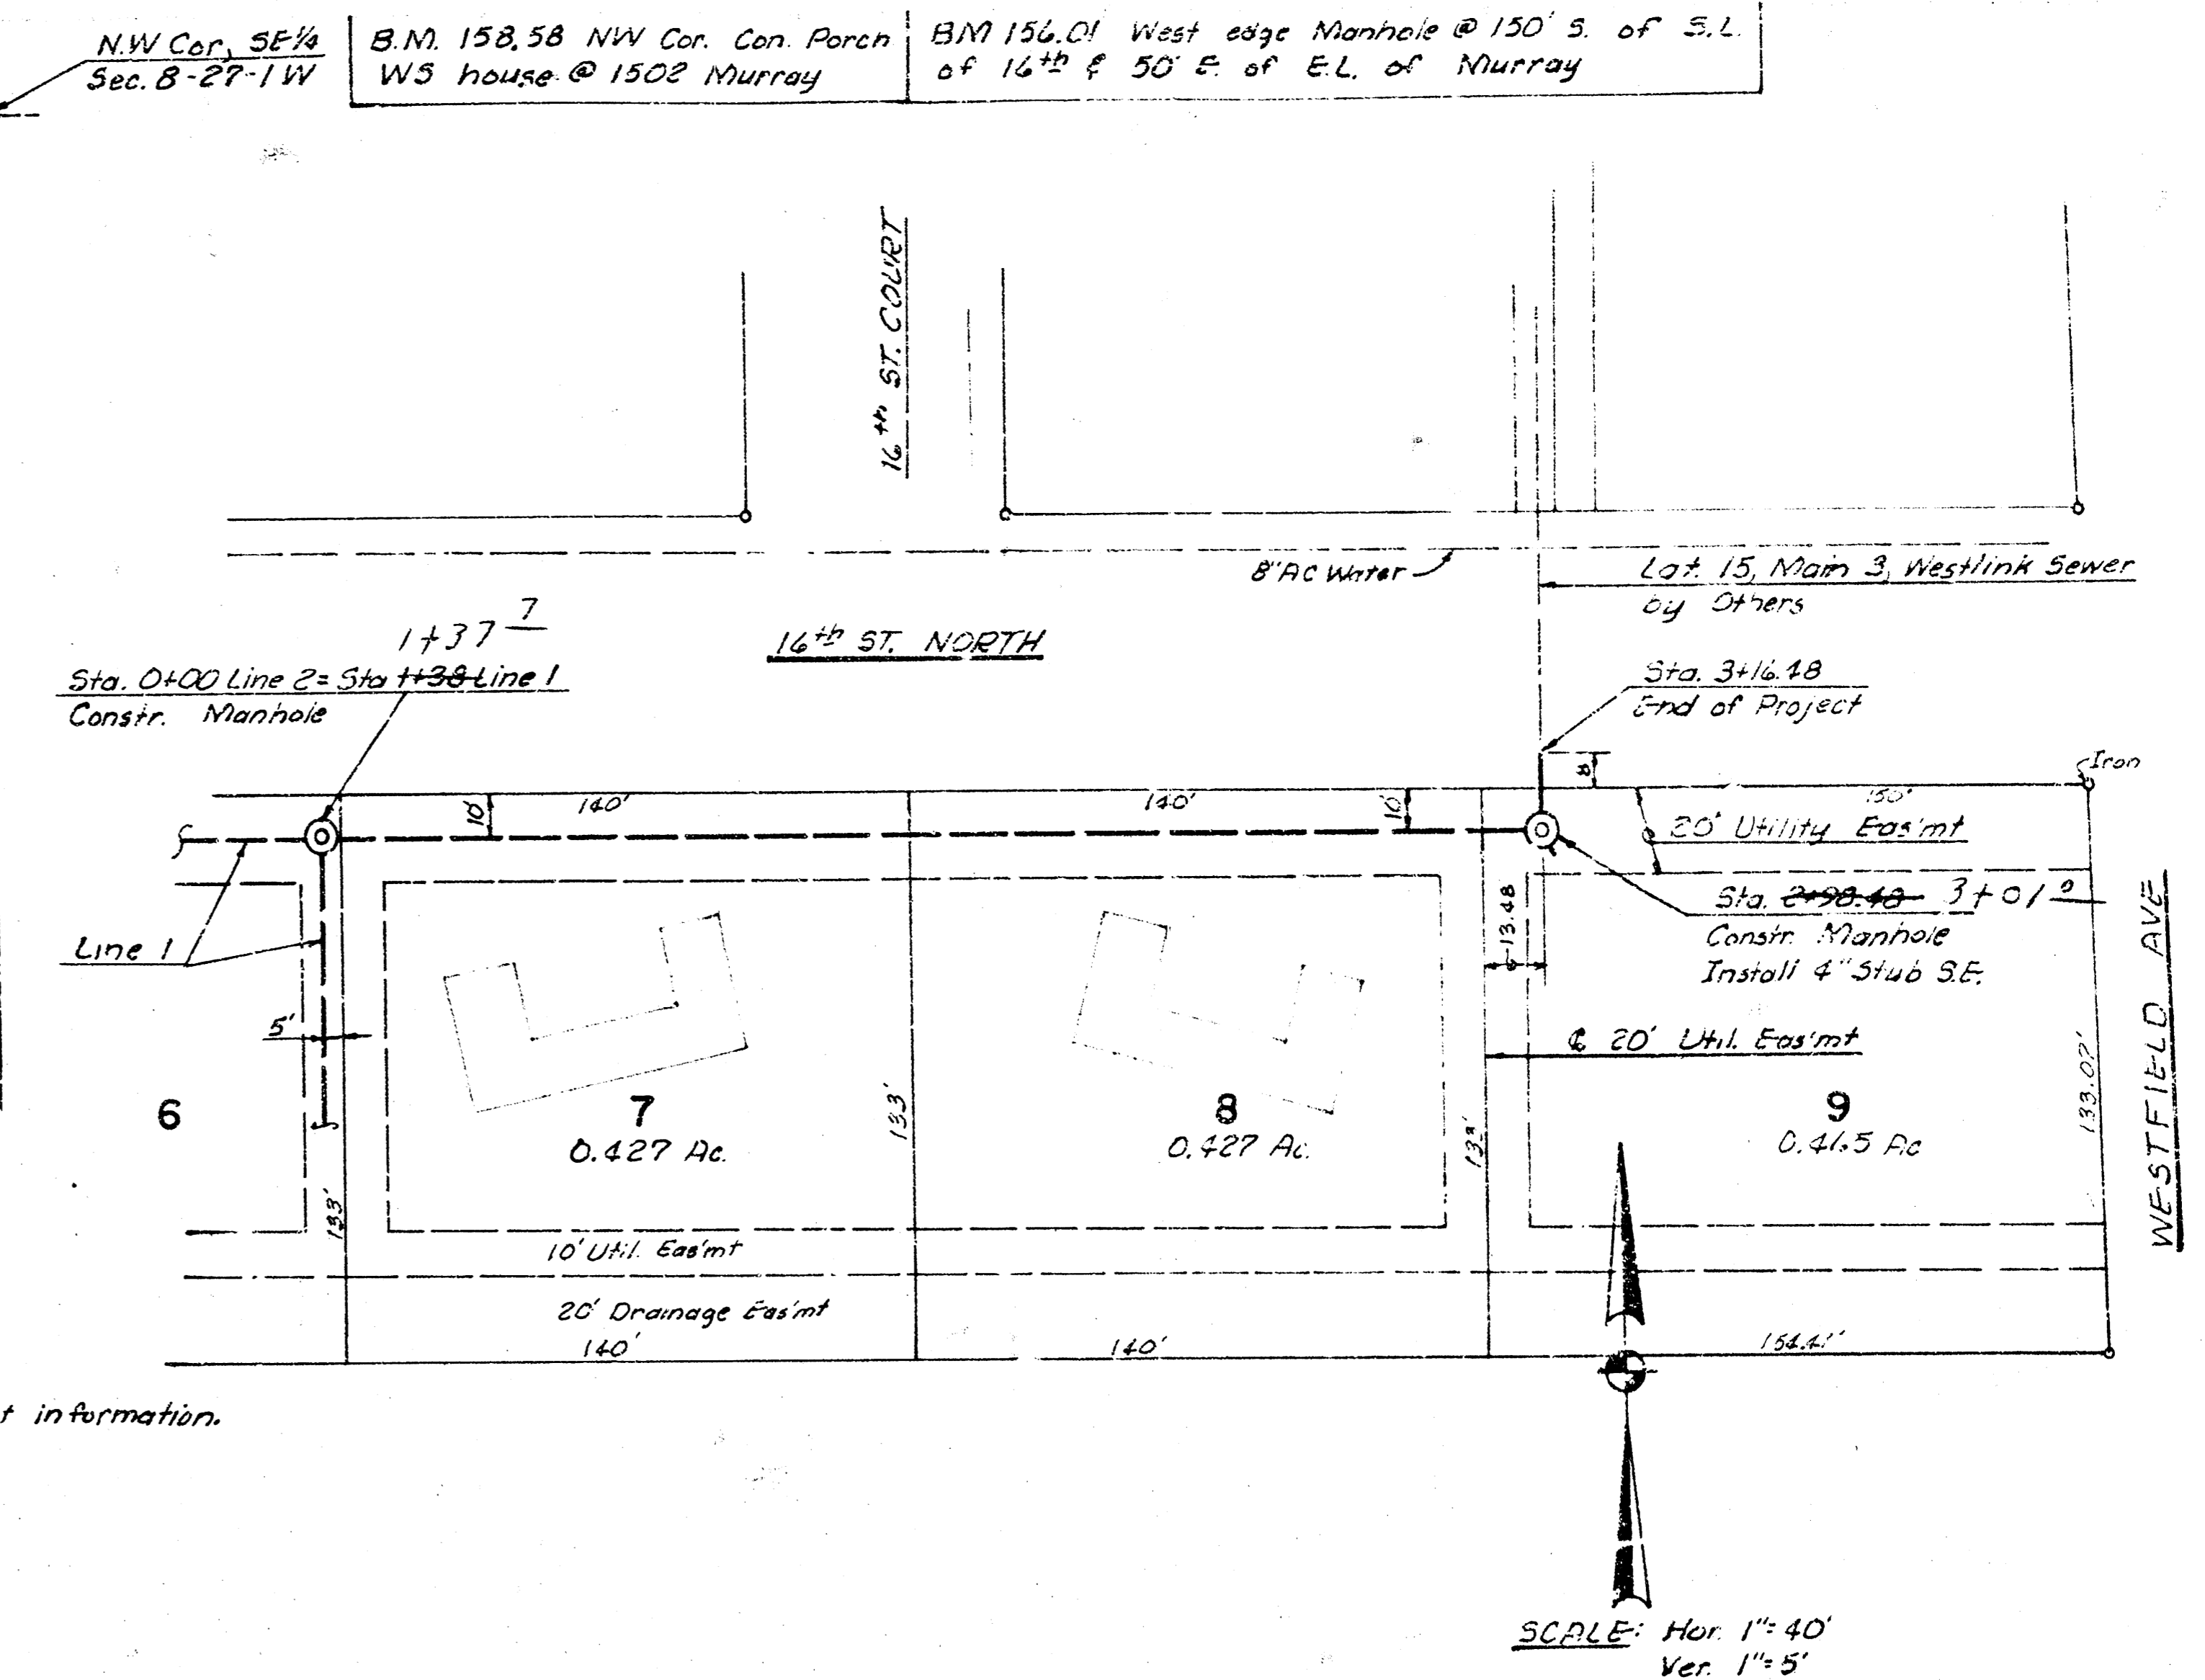 N.W Cor, SE 1/4
Sec. 8-27-1W
B.M. 158.58 NW Cor. Con. Porch
WS house @ 1502 Murray
BM 156.01 West edge Manhole @ 150' S. of S.L.
of 16th & 50' E. of E.L. of Murray
16th ST. COURT
8" AC Water
Lat. 15, Main 3, Westlink Sewer
by Others
1+37 7
16th ST. NORTH
Sta. 0+00 Line 2= Sta 1+38 Line 1
Constr. Manhole
Sta. 3+16.48
End of Project
8
Iron
10'
140'
140'
10'
150'
20' Utility Eas'mt
Sta. 2+98.48 3+01 0
Constr. Manhole
Install 4" Stub S.E.
13.48
Line 1
5'
℄ 20' Util. Eas'mt
WESTFIELD AVE
6
7
0.427 Ac.
133'
8
0.427 Ac.
133'
9
0.465 Ac
133.07'
133'
10' Util. Eas'mt
20' Drainage Eas'mt
140'
140'
154.41'
information.
SCALE: Hor. 1"=40'
Ver. 1"=5'